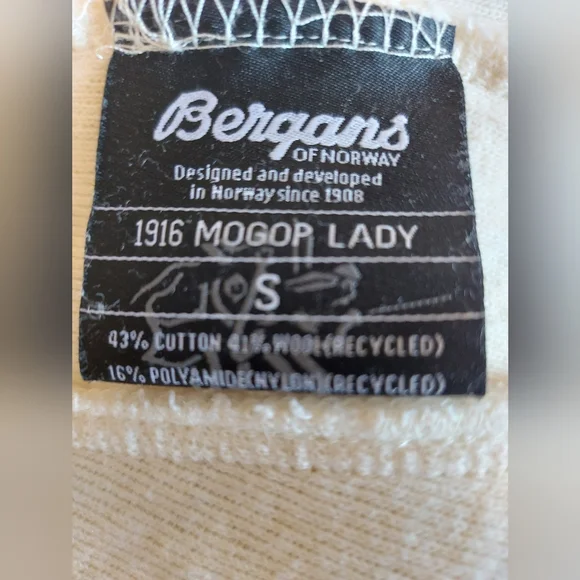 Bergans
OF NORWAY
Designed and developed
in Norway since 1908
1916 MOGOP LADY
S
43% CUTTON 41% WOOL(RECYCLED)
16% POLYAMIDE(NYLON)(RECYCLED)